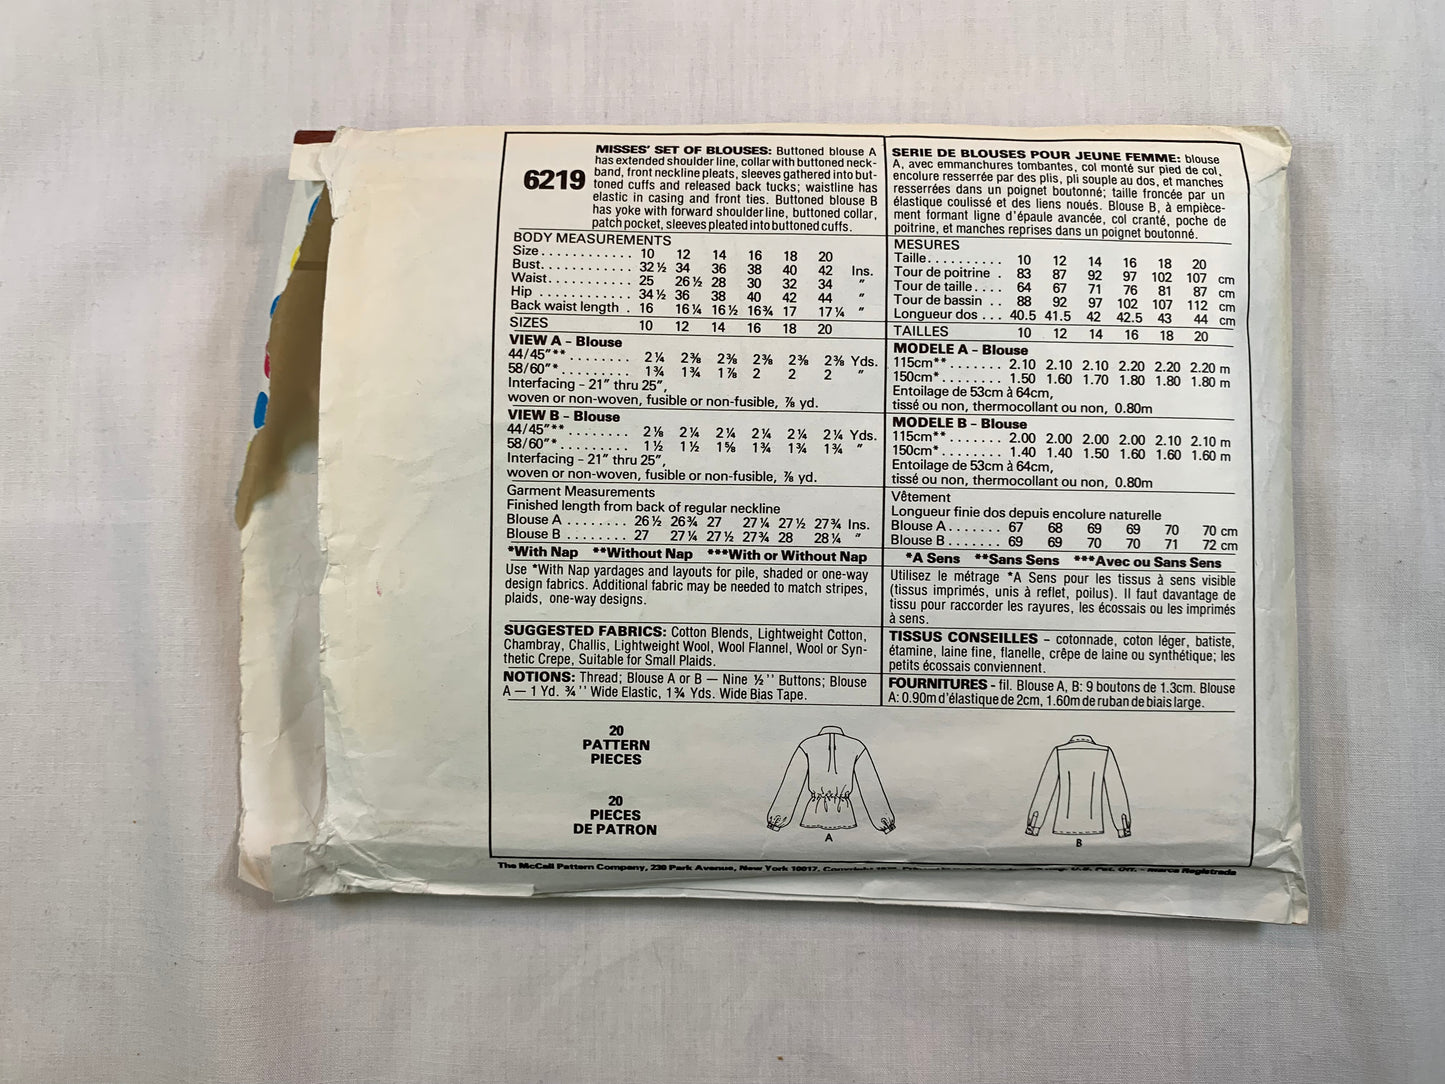 6219
MISSES' SET OF BLOUSES: Buttoned blouse A
has extended shoulder line, collar with buttoned neck-
band, front neckline pleats, sleeves gathered into but-
toned cuffs and released back tucks; waistline has
elastic in casing and front ties. Buttoned blouse B
has yoke with forward shoulder line, buttoned collar,
patch pocket, sleeves pleated into buttoned cuffs.
BODY MEASUREMENTS
Size............ 10 12 14 16 18 20
Bust............ 32½ 34 36 38 40 42 Ins.
Waist........... 25 26½ 28 30 32 34 "
Hip ............ 34½ 36 38 40 42 44 "
Back waist length . 16 16¼ 16½ 16¾ 17 17¼ "
SIZES 10 12 14 16 18 20
VIEW A - Blouse
44/45"** ........ 2¼ 2⅜ 2⅜ 2⅜ 2⅜ 2⅜ Yds.
58/60"* ......... 1¾ 1¾ 1⅞ 2 2 2 "
Interfacing - 21" thru 25",
woven or non-woven, fusible or non-fusible, ⅞ yd.
VIEW B - Blouse
44/45"** ........ 2⅛ 2¼ 2¼ 2¼ 2¼ 2¼ Yds.
58/60"* ......... 1½ 1½ 1⅝ 1¾ 1¾ 1¾ "
Interfacing - 21" thru 25",
woven or non-woven, fusible or non-fusible, ⅞ yd.
Garment Measurements
Finished length from back of regular neckline
Blouse A ........ 26½ 26¾ 27 27¼ 27½ 27¾ Ins.
Blouse B ........ 27 27¼ 27½ 27¾ 28 28¼ "
*With Nap **Without Nap ***With or Without Nap
Use *With Nap yardages and layouts for pile, shaded or one-way
design fabrics. Additional fabric may be needed to match stripes,
plaids, one-way designs.
SUGGESTED FABRICS: Cotton Blends, Lightweight Cotton,
Chambray, Challis, Lightweight Wool, Wool Flannel, Wool or Syn-
thetic Crepe, Suitable for Small Plaids.
NOTIONS: Thread; Blouse A or B — Nine ½'' Buttons; Blouse
A — 1 Yd. ¾'' Wide Elastic, 1¾ Yds. Wide Bias Tape.
SERIE DE BLOUSES POUR JEUNE FEMME: blouse
A, avec emmanchures tombantes, col monté sur pied de col,
encolure resserrée par des plis, pli souple au dos, et manches
resserrées dans un poignet boutonné; taille froncée par un
élastique coulissé et des liens noués. Blouse B, à empièce-
ment formant ligne d'épaule avancée, col cranté, poche de
poitrine, et manches reprises dans un poignet boutonné.
MESURES
Taille.......... 10 12 14 16 18 20
Tour de poitrine . 83 87 92 97 102 107 cm
Tour de taille.... 64 67 71 76 81 87 cm
Tour de bassin .. 88 92 97 102 107 112 cm
Longueur dos ... 40.5 41.5 42 42.5 43 44 cm
TAILLES 10 12 14 16 18 20
MODELE A - Blouse
115cm** ....... 2.10 2.10 2.10 2.20 2.20 2.20 m
150cm*........ 1.50 1.60 1.70 1.80 1.80 1.80 m
Entoilage de 53cm à 64cm,
tissé ou non, thermocollant ou non, 0.80m
MODELE B - Blouse
115cm** ....... 2.00 2.00 2.00 2.00 2.10 2.10 m
150cm*........ 1.40 1.40 1.50 1.60 1.60 1.60 m
Entoilage de 53cm à 64cm,
tissé ou non, thermocollant ou non, 0.80m
Vêtement
Longueur finie dos depuis encolure naturelle
Blouse A....... 67 68 69 69 70 70 cm
Blouse B....... 69 69 70 70 71 72 cm
*A Sens **Sans Sens ***Avec ou Sans Sens
Utilisez le métrage *A Sens pour les tissus à sens visible
(tissus imprimés, unis à reflet, poilus). Il faut davantage de
tissu pour raccorder les rayures, les écossais ou les imprimés
à sens.
TISSUS CONSEILLES - cotonnade, coton léger, batiste,
étamine, laine fine, flanelle, crêpe de laine ou synthétique; les
petits écossais conviennent.
FOURNITURES - fil. Blouse A, B: 9 boutons de 1.3cm. Blouse
A: 0.90m d'élastique de 2cm, 1.60m de ruban de biais large.
20
PATTERN
PIECES
20
PIECES
DE PATRON
A
B
The McCall Pattern Company, 230 Park Avenue, New York 10017, U.S. Pat. Off. - marca Registrada